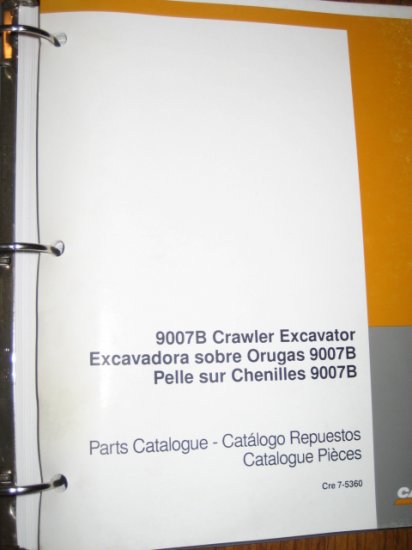 9007B Crawler Excavator
Excavadora sobre Orugas 9007B
Pelle sur Chenilles 9007B
Parts Catalogue - Catálogo Repuestos
Catalogue Pièces
Cre 7-5360